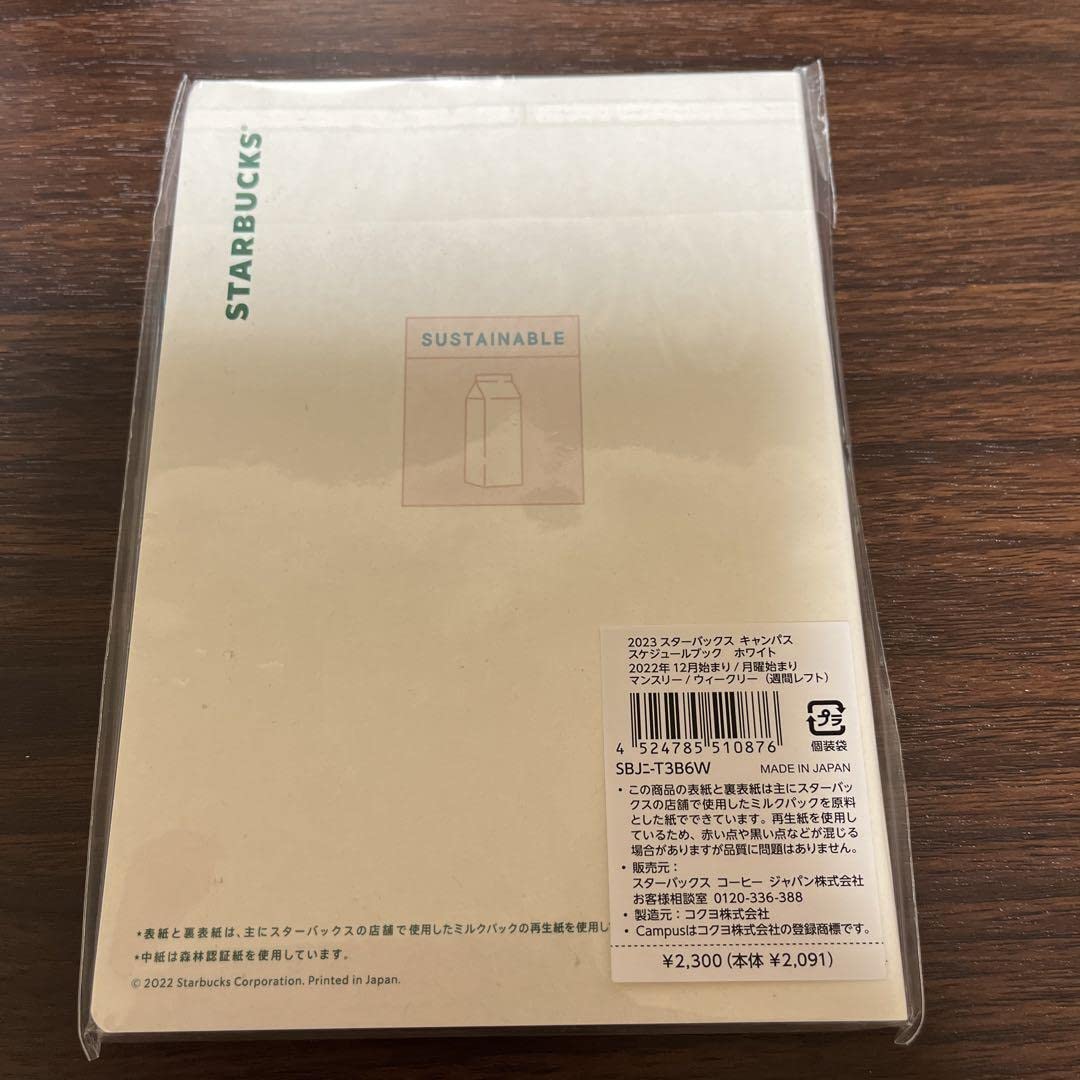 STARBUCKS®
SUSTAINABLE
2023 スターバックス キャンパス
スケジュールブック ホワイト
2022年 12月始まり / 月曜始まり
マンスリー / ウィークリー（週間レフト）
4 524785 510876
プラ
個装袋
SBJﾆ-T3B6W MADE IN JAPAN
・この商品の表紙と裏表紙は主にスターバッ
クスの店舗で使用したミルクパックを原料
とした紙でできています。再生紙を使用し
ているため、赤い点や黒い点などが混じる
場合がありますが品質に問題はありません。
・販売元：
スターバックス コーヒー ジャパン株式会社
お客様相談室 0120-336-388
・製造元：コクヨ株式会社
・Campusはコクヨ株式会社の登録商標です。
¥2,300（本体 ¥2,091）
*表紙と裏表紙は、主にスターバックスの店舗で使用したミルクパックの再生紙を使用し
*中紙は森林認証紙を使用しています。
© 2022 Starbucks Corporation. Printed in Japan.